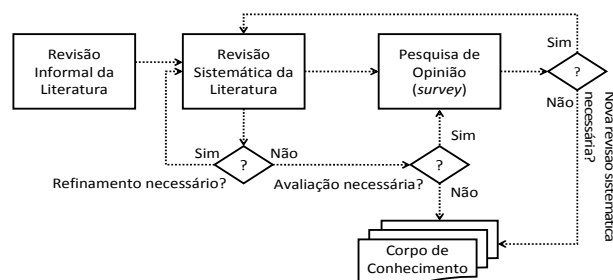 Revisão
Informal da
Literatura
Revisão
Sistemática da
Literatura
Pesquisa de
Opinião
(survey)
Sim
?
Não
Nova revisão sistemática
necessária?
Sim
?
Não
Refinamento necessário?
Sim
?
Avaliação necessária?
Não
Corpo de
Conhecimento